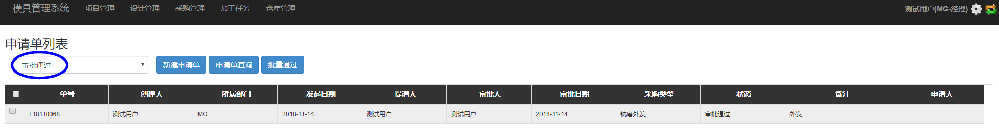 模具管理系统 项目管理 设计管理 采购管理 加工任务 仓库管理 测试用户(MG-经理)
申请单列表
审批通过 新建申请单 申请单查询 批量通过
单号 创建人 所属部门 发起日期 提请人 审批人 审批日期 采购类型 状态 备注 申请人
T18110068 测试用户 MG 2018-11-14 测试用户 测试用户 2018-11-14 铣磨外发 审批通过 外发